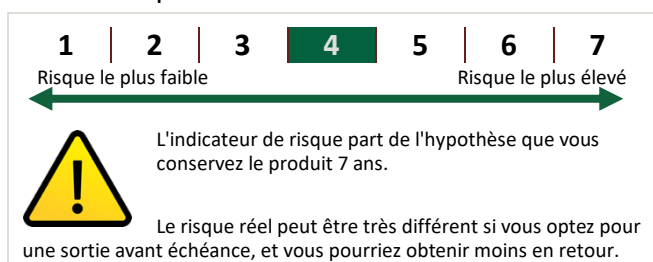 1 2 3 4 5 6 7
Risque le plus faible Risque le plus élevé
L'indicateur de risque part de l'hypothèse que vous
conservez le produit 7 ans.
Le risque réel peut être très différent si vous optez pour
une sortie avant échéance, et vous pourriez obtenir moins en retour.